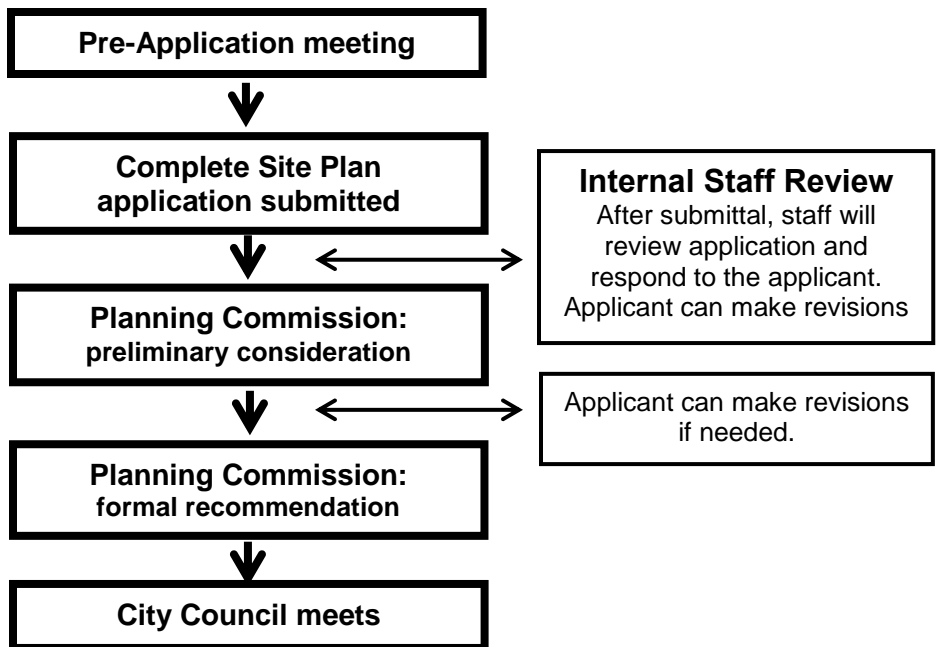 Pre-Application meeting
Complete Site Plan
application submitted
Internal Staff Review
After submittal, staff will
review application and
respond to the applicant.
Applicant can make revisions
Planning Commission:
preliminary consideration
Applicant can make revisions
if needed.
Planning Commission:
formal recommendation
City Council meets